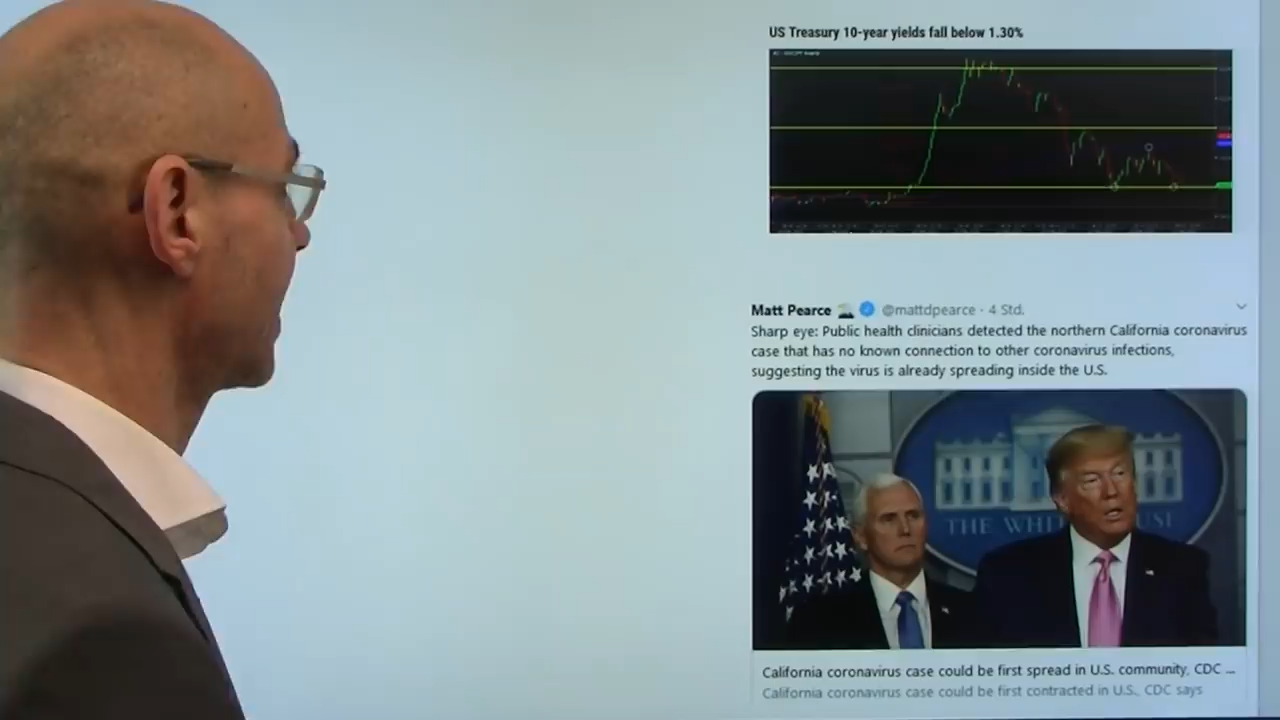 US Treasury 10-year yields fall below 1.30%
Matt Pearce @mattdpearce · 4 Std.
Sharp eye: Public health clinicians detected the northern California coronavirus
case that has no known connection to other coronavirus infections,
suggesting the virus is already spreading inside the U.S.
THE WHI USE
California coronavirus case could be first spread in U.S. community, CDC ...
California coronavirus case could be first contracted in U.S., CDC says